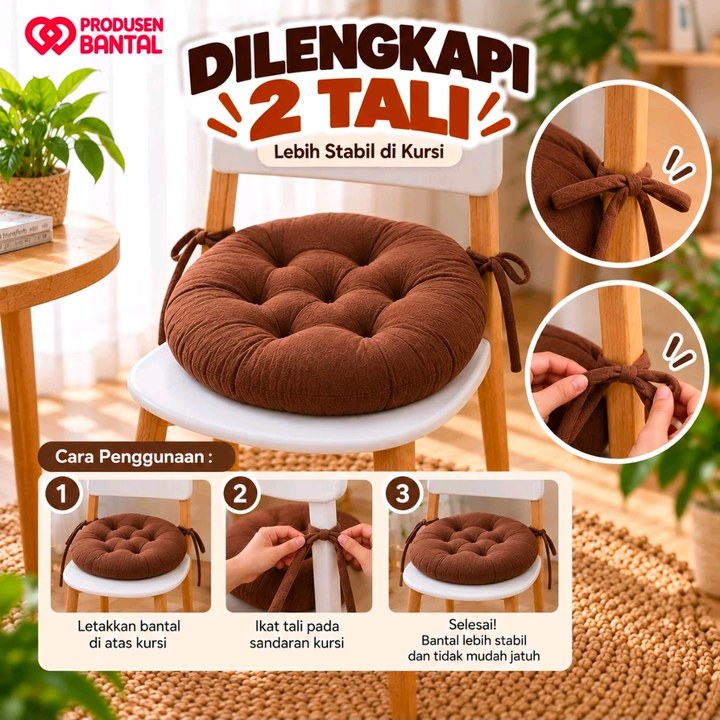 PRODUSEN
BANTAL
DILENGKAPI
2 TALI
Lebih Stabil di Kursi
Cara Penggunaan :
1
2
3
Letakkan bantal
di atas kursi
Ikat tali pada
sandaran kursi
Selesai!
Bantal lebih stabil
dan tidak mudah jatuh